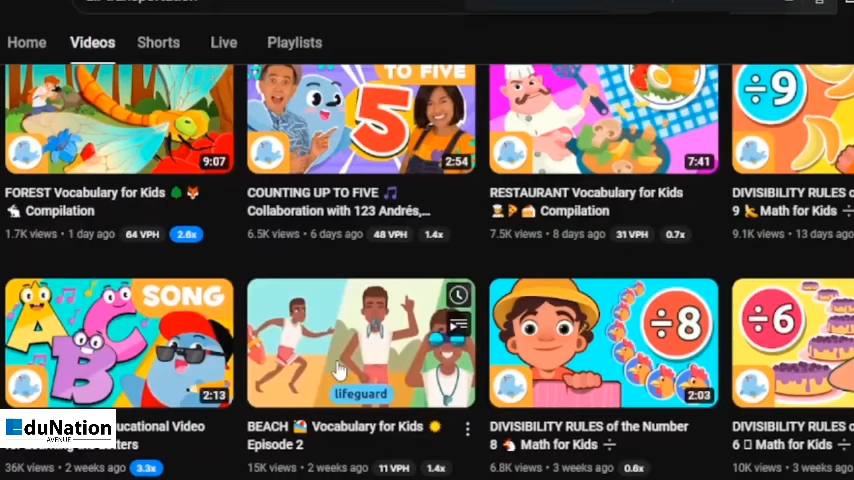 Home Videos Shorts Live Playlists
TO FIVE
5
÷9
9:07
2:54
7:41
FOREST Vocabulary for Kids 🌲 🦊
🐇 Compilation
1.7K views • 1 day ago 64 VPH 2.6x
COUNTING UP TO FIVE 🎵
Collaboration with 123 Andrés,...
6.5K views • 6 days ago 48 VPH 1.4x
RESTAURANT Vocabulary for Kids
👨‍🍳 🍕 🍰 Compilation
7.5K views • 8 days ago 31 VPH 0.7x
DIVISIBILITY RULES o
9 🍌 Math for Kids ➗
9.1K views • 13 days ago
SONG
A B C
2:13
lifeguard
÷8
2:03
÷6
EduNation
AVENUE
ucational Video
36K views • 2 weeks ago 3.3x
BEACH 🏖 Vocabulary for Kids ☀
Episode 2
15K views • 2 weeks ago 11 VPH 1.4x
DIVISIBILITY RULES of the Number
8 🐔 Math for Kids ➗
6.8K views • 3 weeks ago 0.6x
DIVISIBILITY RULES o
6 Math for Kids ➗
10K views • 3 weeks ago